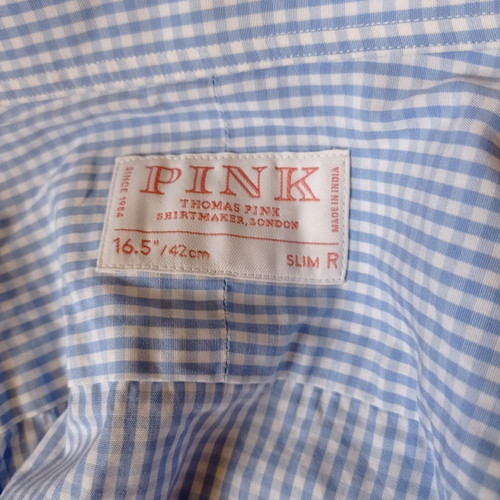 SINCE 1984
PINK
THOMAS PINK
SHIRTMAKER, LONDON
MADE IN INDIA
16.5"/42cm
SLIM R